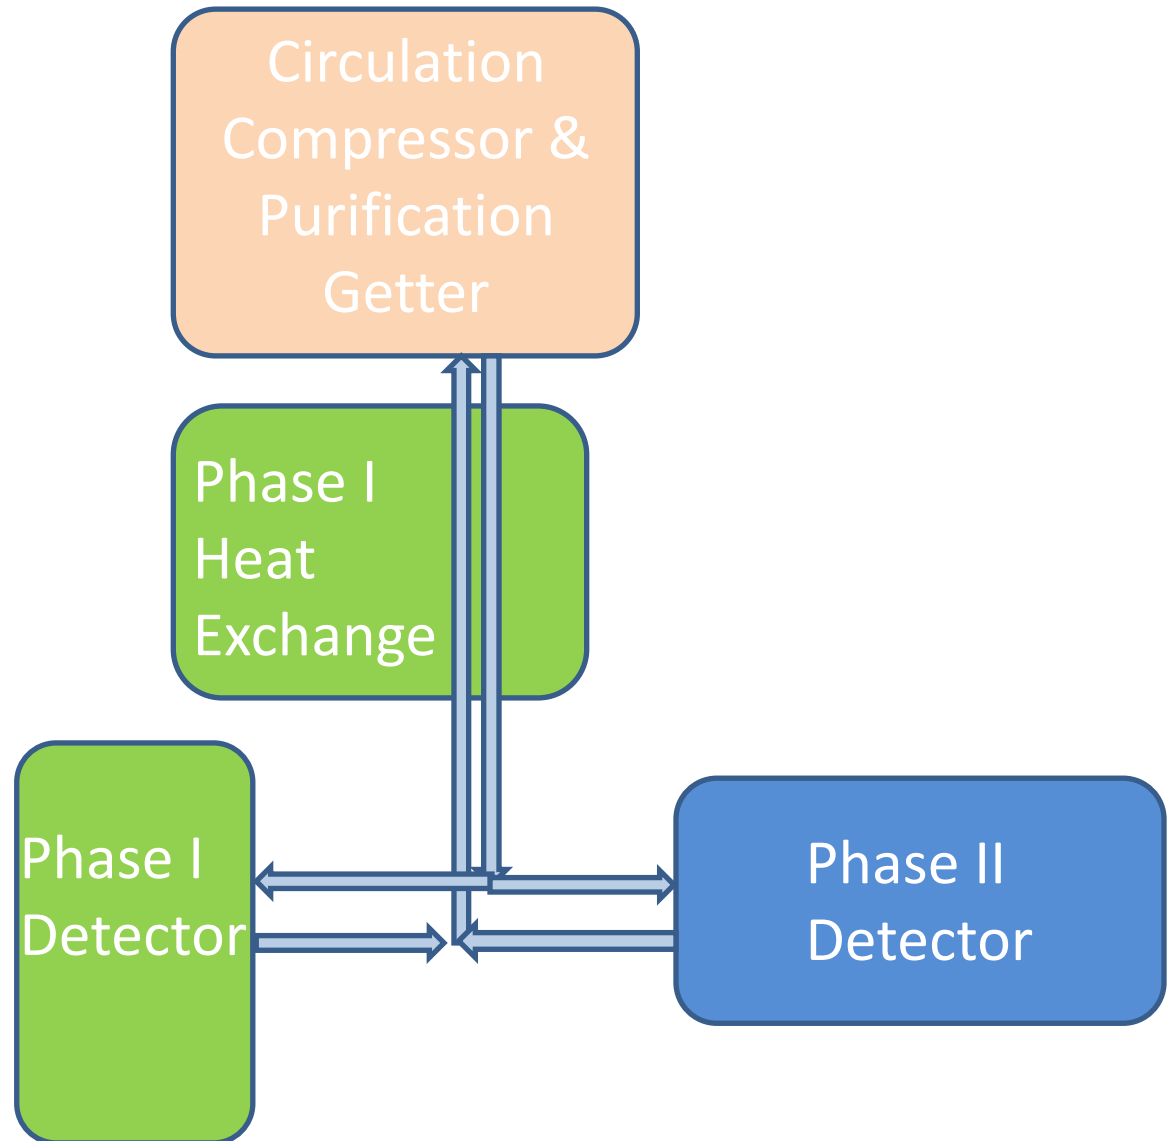 Circulation
Compressor &
Purification
Getter
Phase I
Heat
Exchange
Phase I
Detector
Phase II
Detector